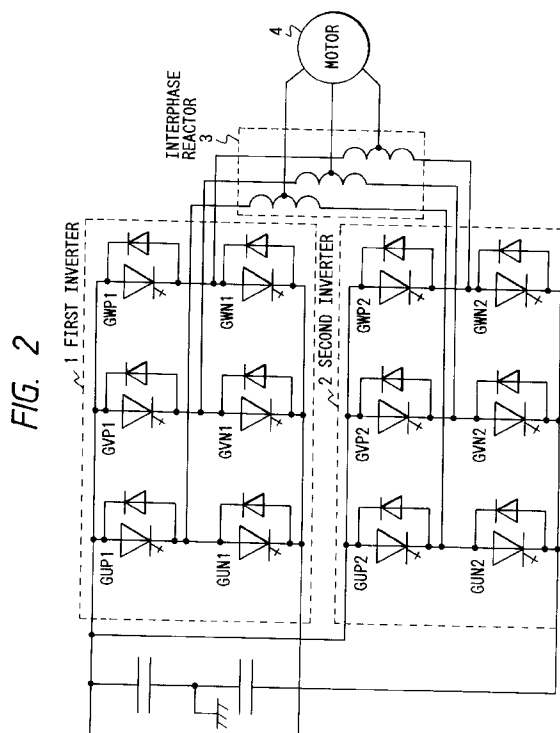 FIG. 2
1 FIRST INVERTER
GUP1
GVP1
GWP1
GUN1
GVN1
GWN1
2 SECOND INVERTER
GUP2
GVP2
GWP2
GUN2
GVN2
GWN2
INTERPHASE
REACTOR
3
4
MOTOR